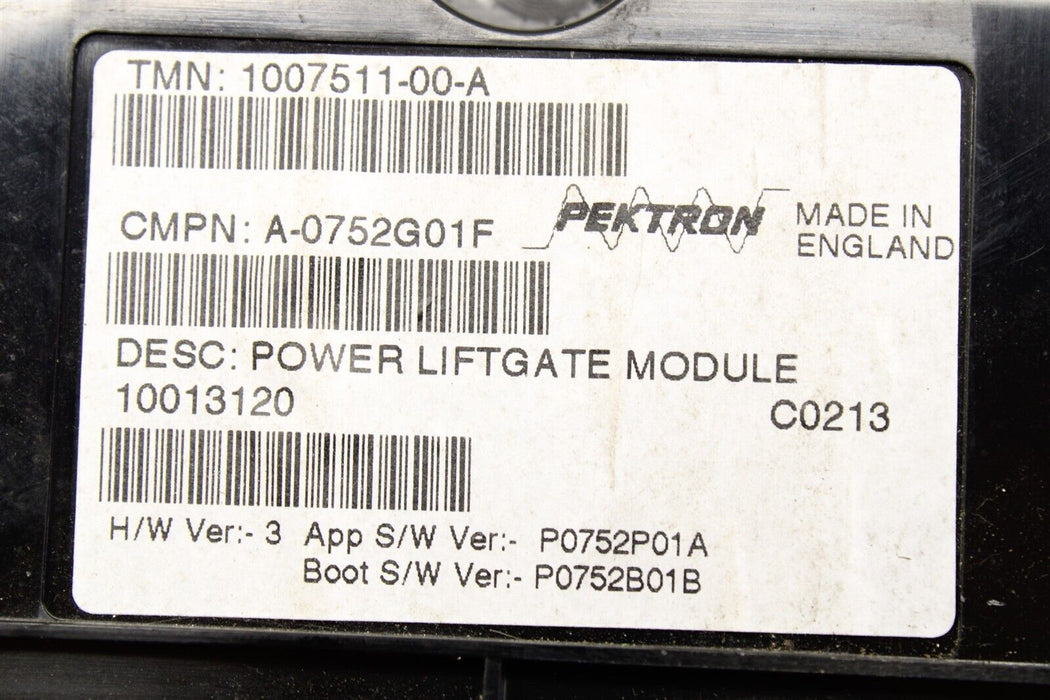 TMN: 1007511-00-A
CMPN: A-0752G01F
PEKTRON
MADE IN
ENGLAND
DESC: POWER LIFTGATE MODULE
10013120 C0213
H/W Ver:- 3 App S/W Ver:- P0752P01A
Boot S/W Ver:- P0752B01B